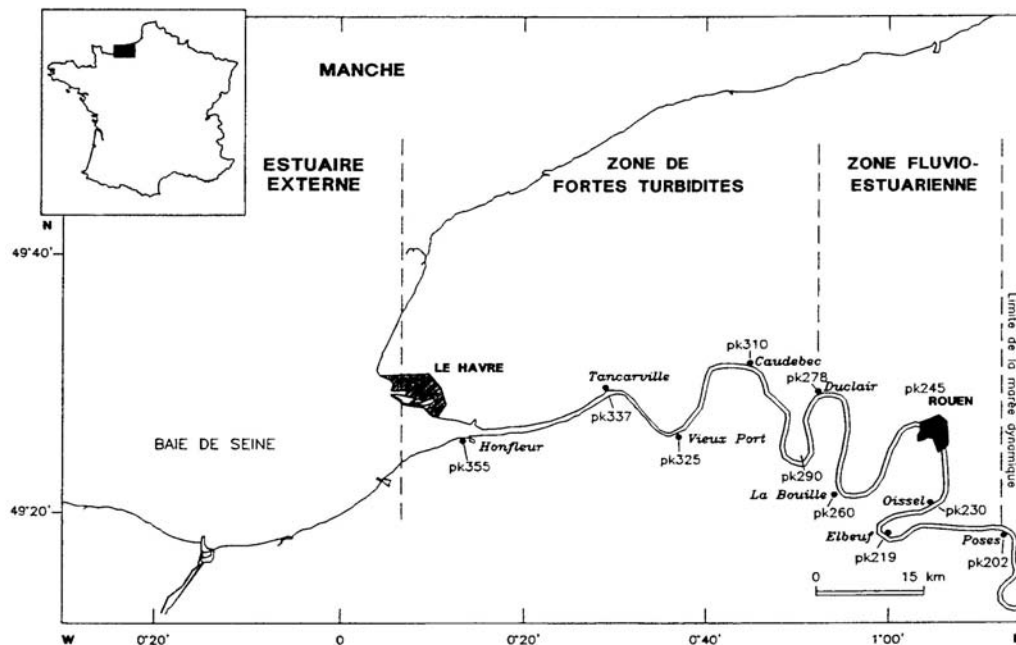 MANCHE
ESTUAIRE
EXTERNE
ZONE DE
FORTES TURBIDITES
ZONE FLUVIO-
ESTUARIENNE
N
49°40'
49°20'
Limite de la marée dynamique
LE HAVRE
BAIE DE SEINE
Honfleur
pk355
Tancarville
pk337
Vieux Port
pk325
pk310
Caudebec
pk290
pk278
Duclair
La Bouille
pk260
pk245
ROUEN
Oissel
pk230
Elbeuf
pk219
Poses
pk202
0 15 km
W 0°20' 0 0°20' 0°40' 1°00'